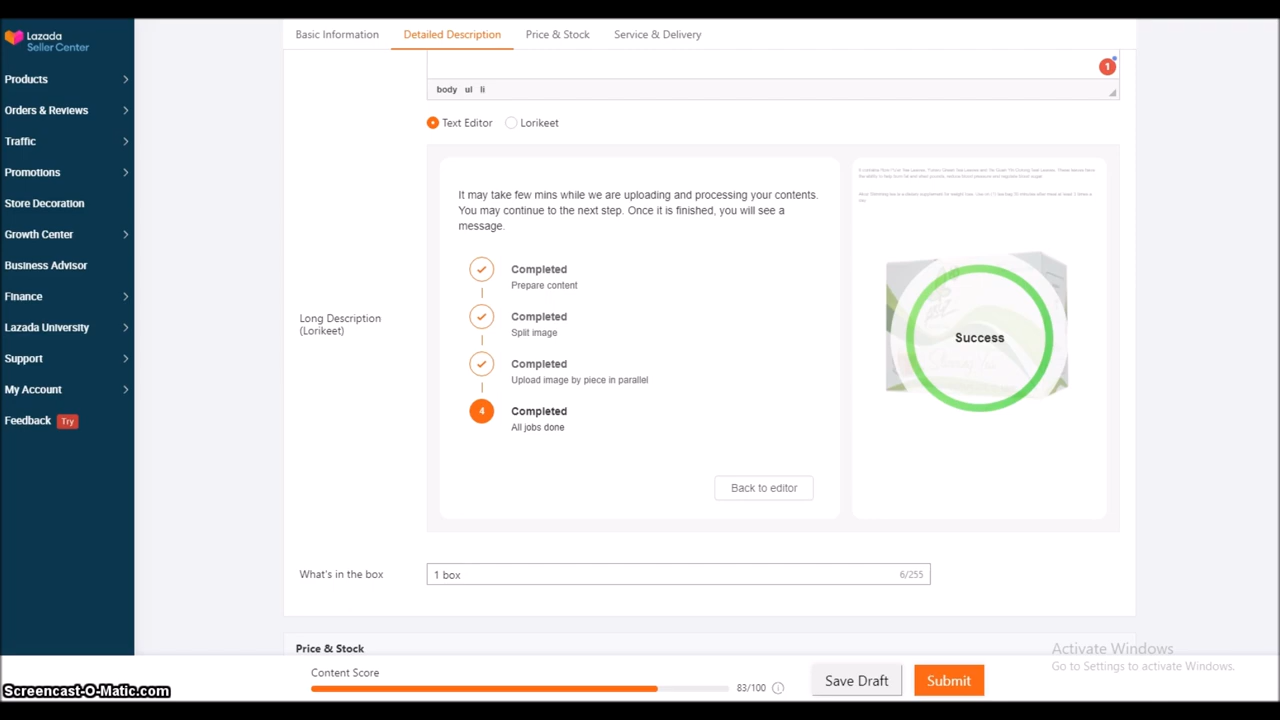 Lazada
Seller Center
Basic Information
Detailed Description
Price & Stock
Service & Delivery
Products
Orders & Reviews
Traffic
Promotions
Store Decoration
Growth Center
Business Advisor
Finance
Lazada University
Support
My Account
Feedback Try
1
body ul li
Text Editor
Lorikeet
Long Description
(Lorikeet)
It may take few mins while we are uploading and processing your contents.
You may continue to the next step. Once it is finished, you will see a
message.
Completed
Prepare content
Completed
Split image
Completed
Upload image by piece in parallel
4
Completed
All jobs done
Back to editor
Success
What's in the box
1 box
6/255
Price & Stock
Content Score
83/100
Save Draft
Submit
Activate Windows
Go to Settings to activate Windows.
Screencast-O-Matic.com